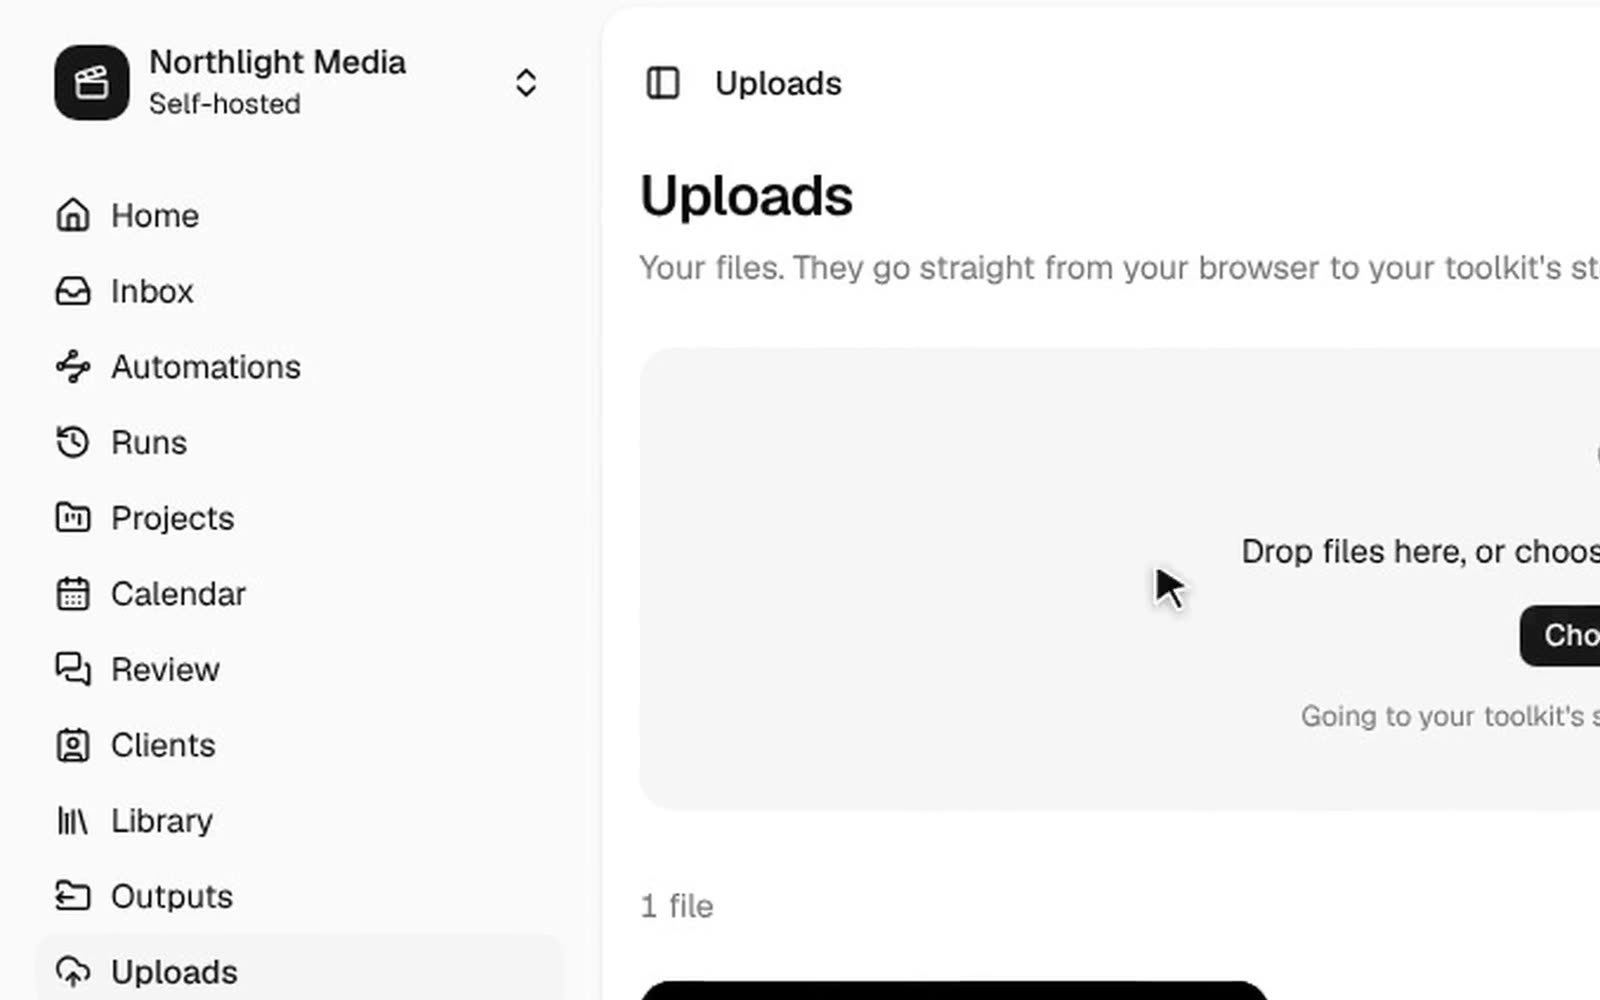 Northlight Media
Self-hosted
Home
Inbox
Automations
Runs
Projects
Calendar
Review
Clients
Library
Outputs
Uploads
Uploads
Uploads
Your files. They go straight from your browser to your toolkit's
Drop files here, or
Going to your toolkit's
1 file